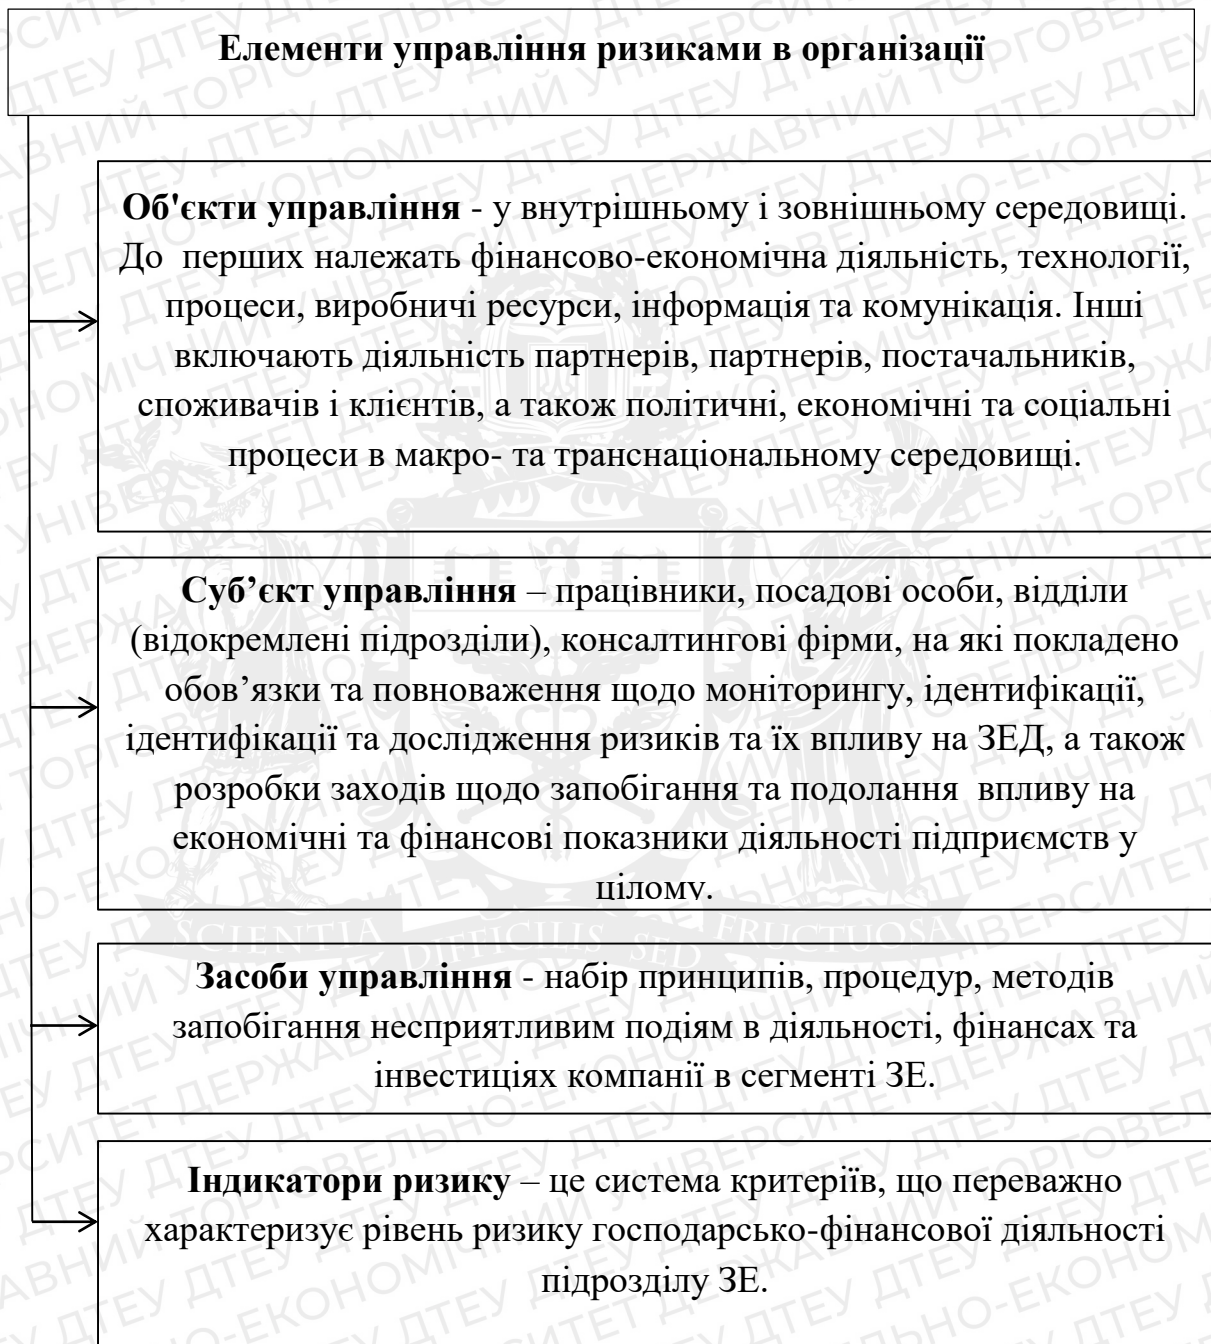 Елементи управління ризиками в організації
Об'єкти управління - у внутрішньому і зовнішньому середовищі.
До перших належать фінансово-економічна діяльність, технології,
процеси, виробничі ресурси, інформація та комунікація. Інші
включають діяльність партнерів, партнерів, постачальників,
споживачів і клієнтів, а також політичні, економічні та соціальні
процеси в макро- та транснаціональному середовищі.
Суб’єкт управління – працівники, посадові особи, відділи
(відокремлені підрозділи), консалтингові фірми, на які покладено
обов’язки та повноваження щодо моніторингу, ідентифікації,
ідентифікації та дослідження ризиків та їх впливу на ЗЕД, а також
розробки заходів щодо запобігання та подолання впливу на
економічні та фінансові показники діяльності підприємств у
цілому.
SCIENTIA DIFFICILIS SED FRUCTUOSA
Засоби управління - набір принципів, процедур, методів
запобігання несприятливим подіям в діяльності, фінансах та
інвестиціях компанії в сегменті ЗЕ.
Індикатори ризику – це система критеріїв, що переважно
характеризує рівень ризику господарсько-фінансової діяльності
підрозділу ЗЕ.